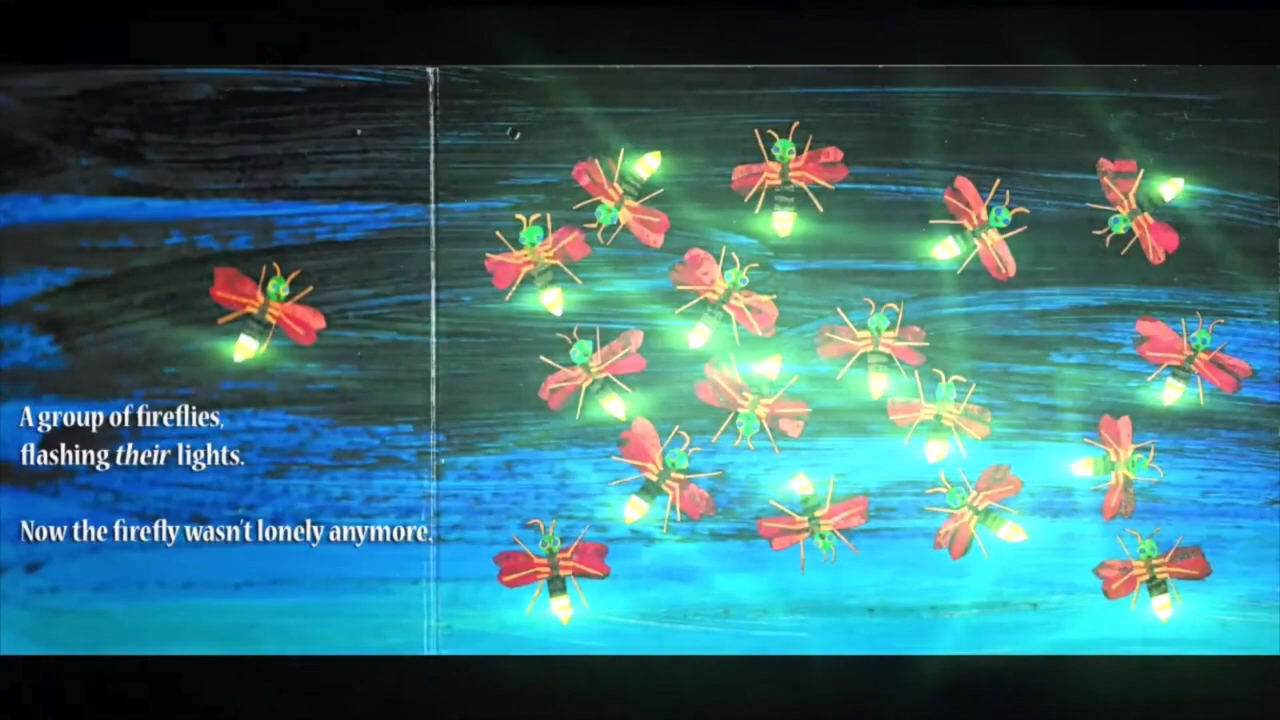 A group of fireflies,
flashing their lights.
Now the firefly wasn't lonely anymore.